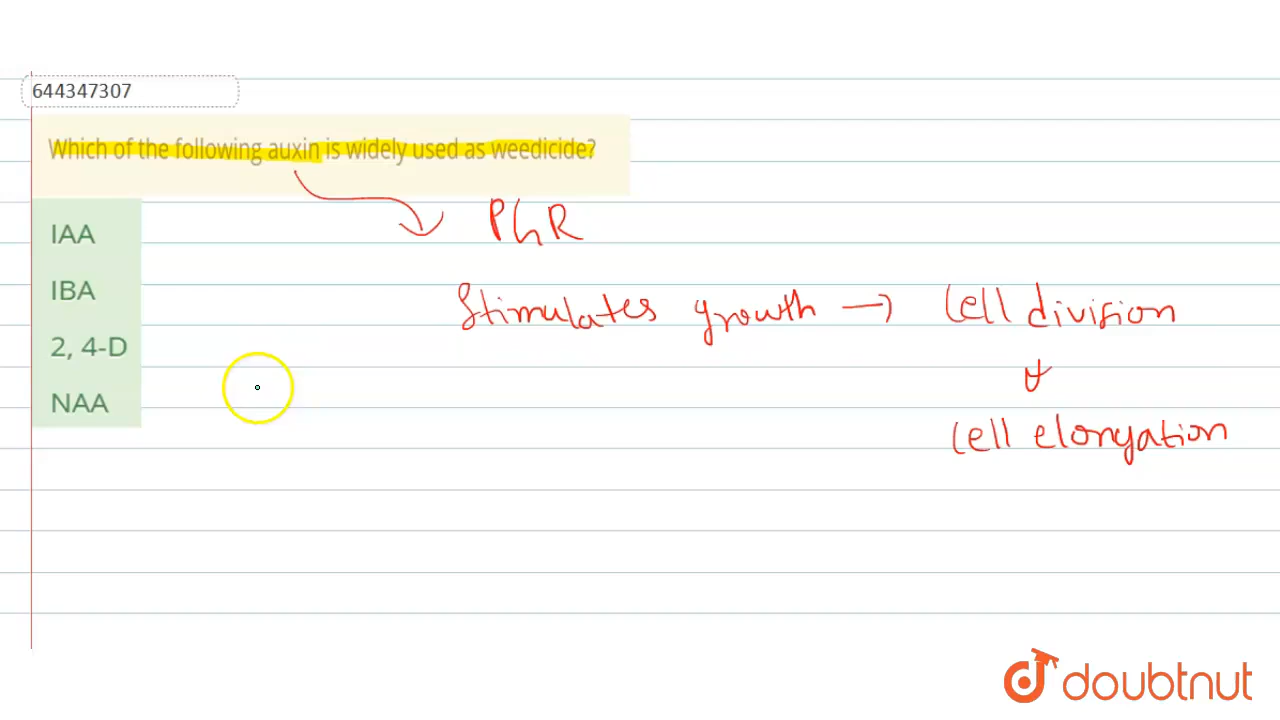 644347307
Which of the following auxin is widely used as weedicide?
IAA
IBA
2, 4-D
NAA
PGR
Stimulates growth → Cell division
&
Cell elongation
doubtnut